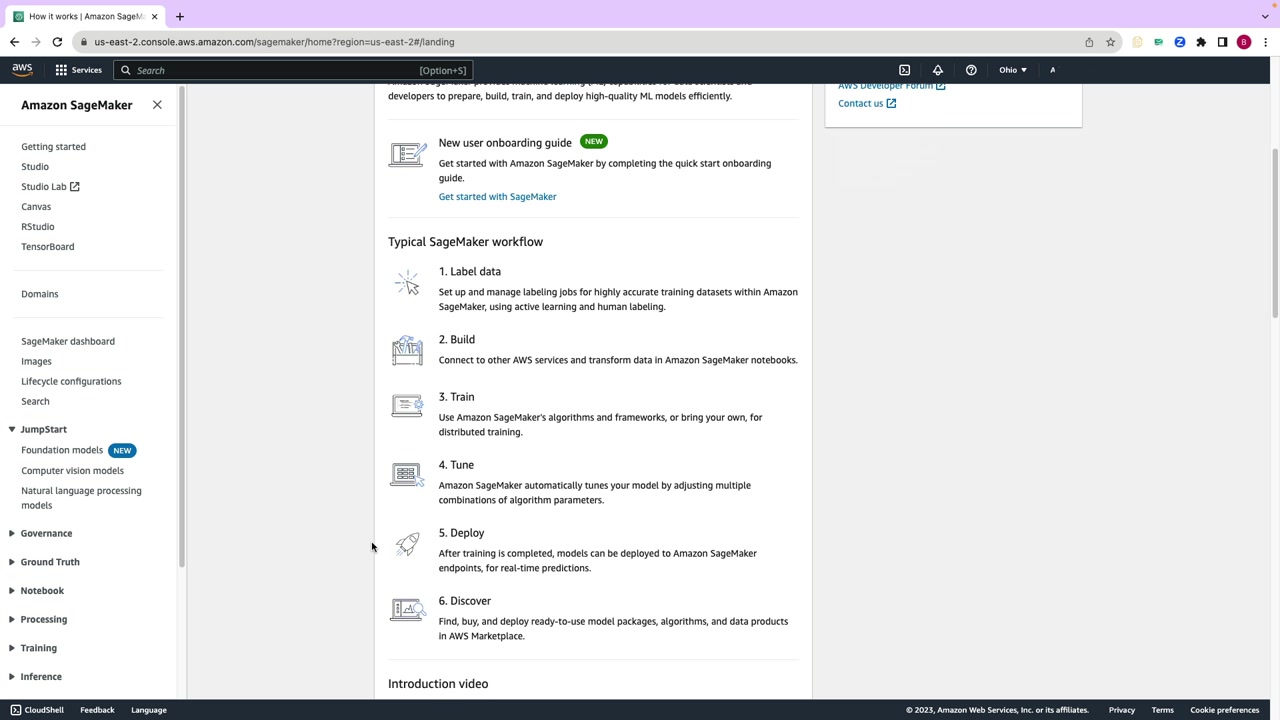 How it works | Amazon SageM
us-east-2.console.aws.amazon.com/sagemaker/home?region=us-east-2#/landing
B
aws
Services
Search
[Option+S]
Ohio
A
Amazon SageMaker
Getting started
Studio
Studio Lab
Canvas
RStudio
TensorBoard
Domains
SageMaker dashboard
Images
Lifecycle configurations
Search
JumpStart
Foundation models NEW
Computer vision models
Natural language processing
models
Governance
Ground Truth
Notebook
Processing
Training
Inference
developers to prepare, build, train, and deploy high-quality ML models efficiently.
New user onboarding guide NEW
Get started with Amazon SageMaker by completing the quick start onboarding
guide.
Get started with SageMaker
Typical SageMaker workflow
1. Label data
Set up and manage labeling jobs for highly accurate training datasets within Amazon
SageMaker, using active learning and human labeling.
2. Build
Connect to other AWS services and transform data in Amazon SageMaker notebooks.
3. Train
Use Amazon SageMaker's algorithms and frameworks, or bring your own, for
distributed training.
4. Tune
Amazon SageMaker automatically tunes your model by adjusting multiple
combinations of algorithm parameters.
5. Deploy
After training is completed, models can be deployed to Amazon SageMaker
endpoints, for real-time predictions.
6. Discover
Find, buy, and deploy ready-to-use model packages, algorithms, and data products
in AWS Marketplace.
Introduction video
AWS Developer Forum
Contact us
CloudShell
Feedback
Language
© 2023, Amazon Web Services, Inc. or its affiliates.
Privacy
Terms
Cookie preferences